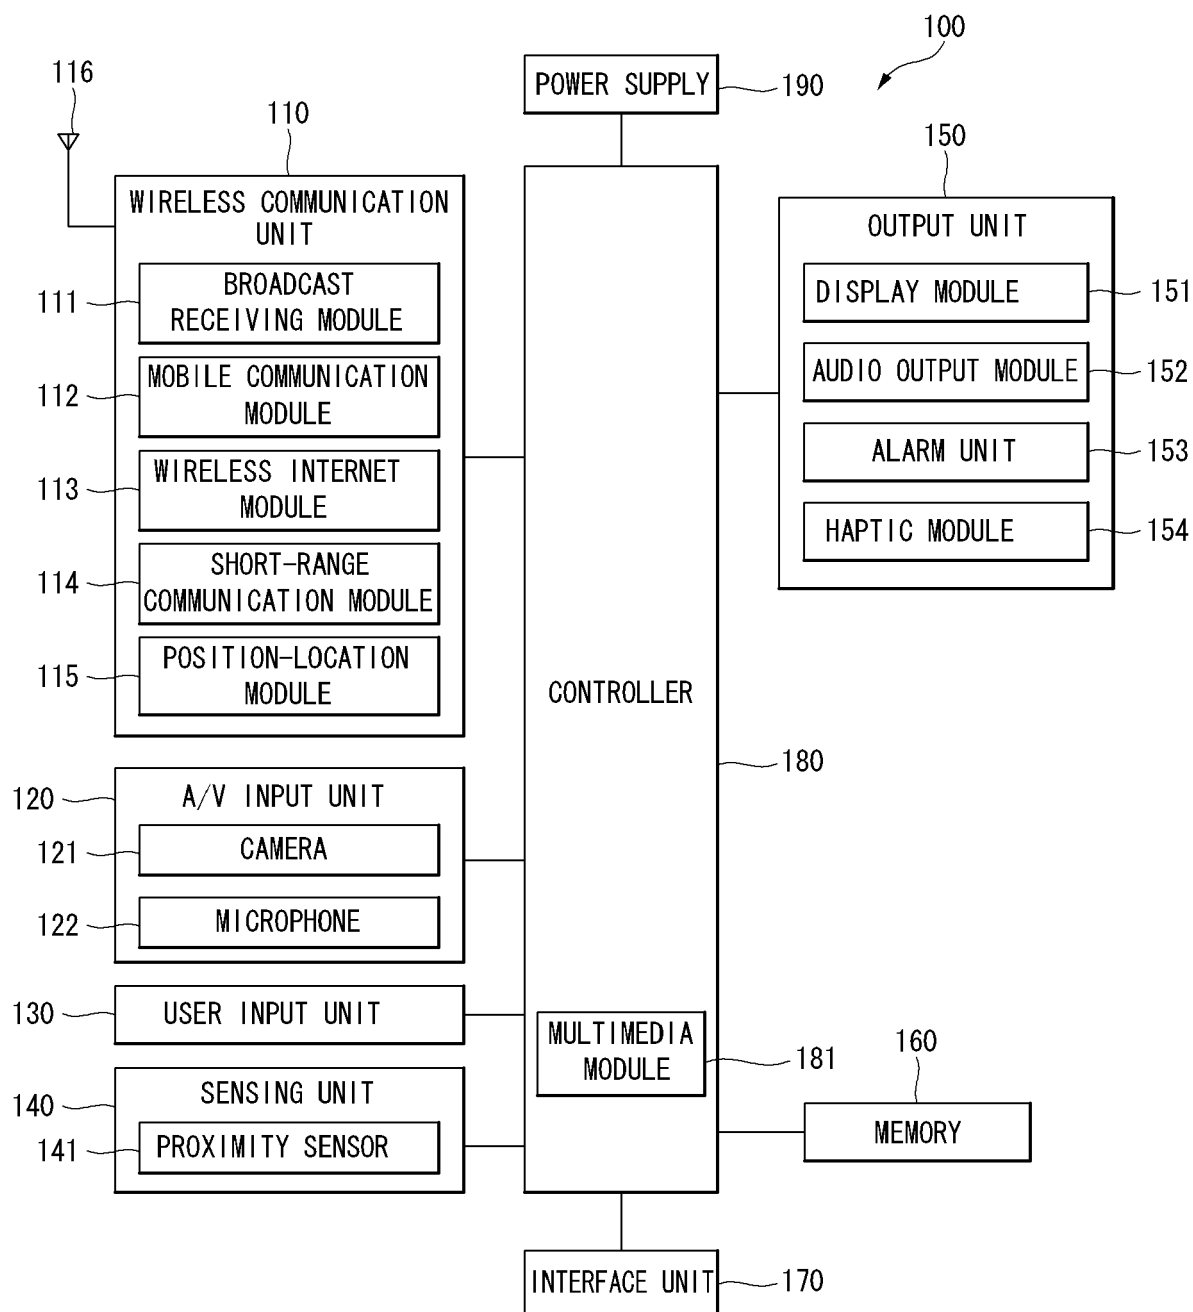 100
116
POWER SUPPLY
190
110
150
WIRELESS COMMUNICATION
UNIT
111
BROADCAST
RECEIVING MODULE
112
MOBILE COMMUNICATION
MODULE
113
WIRELESS INTERNET
MODULE
114
SHORT-RANGE
COMMUNICATION MODULE
115
POSITION-LOCATION
MODULE
120
A/V INPUT UNIT
121
CAMERA
122
MICROPHONE
130
USER INPUT UNIT
140
SENSING UNIT
141
PROXIMITY SENSOR
CONTROLLER
180
MULTIMEDIA
MODULE
181
OUTPUT UNIT
DISPLAY MODULE
151
AUDIO OUTPUT MODULE
152
ALARM UNIT
153
HAPTIC MODULE
154
160
MEMORY
INTERFACE UNIT
170